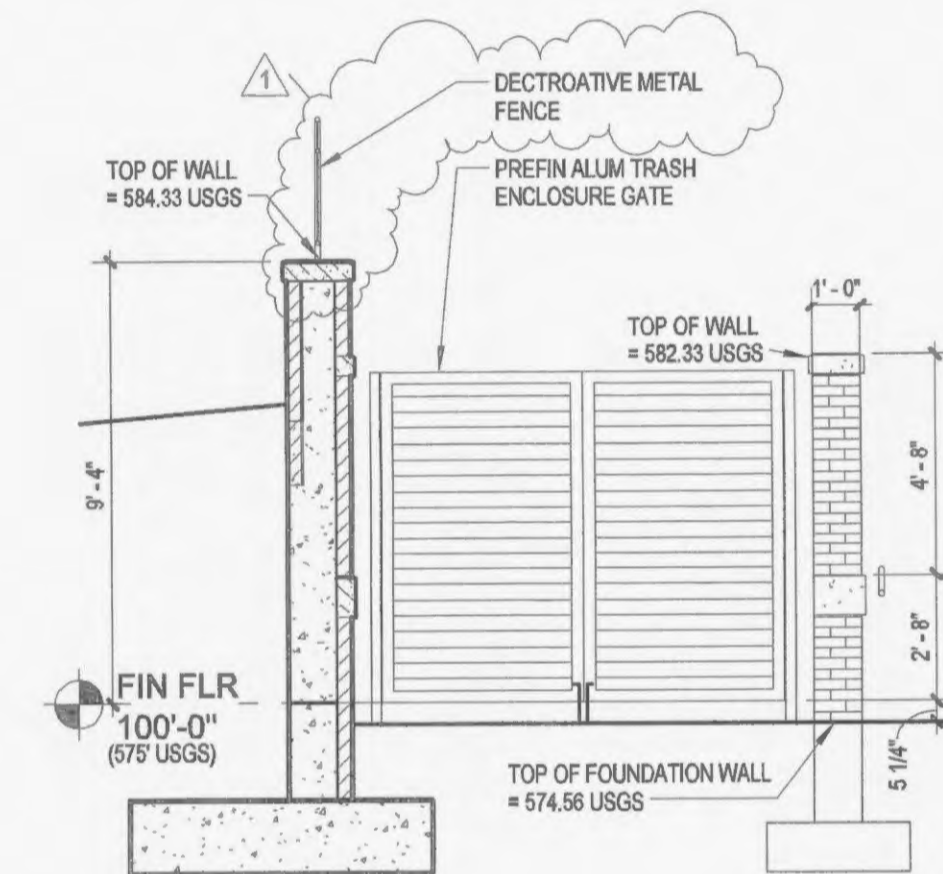 1
DECTROATIVE METAL
FENCE
TOP OF WALL
= 584.33 USGS
PREFIN ALUM TRASH
ENCLOSURE GATE
1' - 0"
TOP OF WALL
= 582.33 USGS
9' - 4"
4' - 8"
2' - 8"
FIN FLR
100'-0"
(575' USGS)
5 1/4"
TOP OF FOUNDATION WALL
= 574.56 USGS